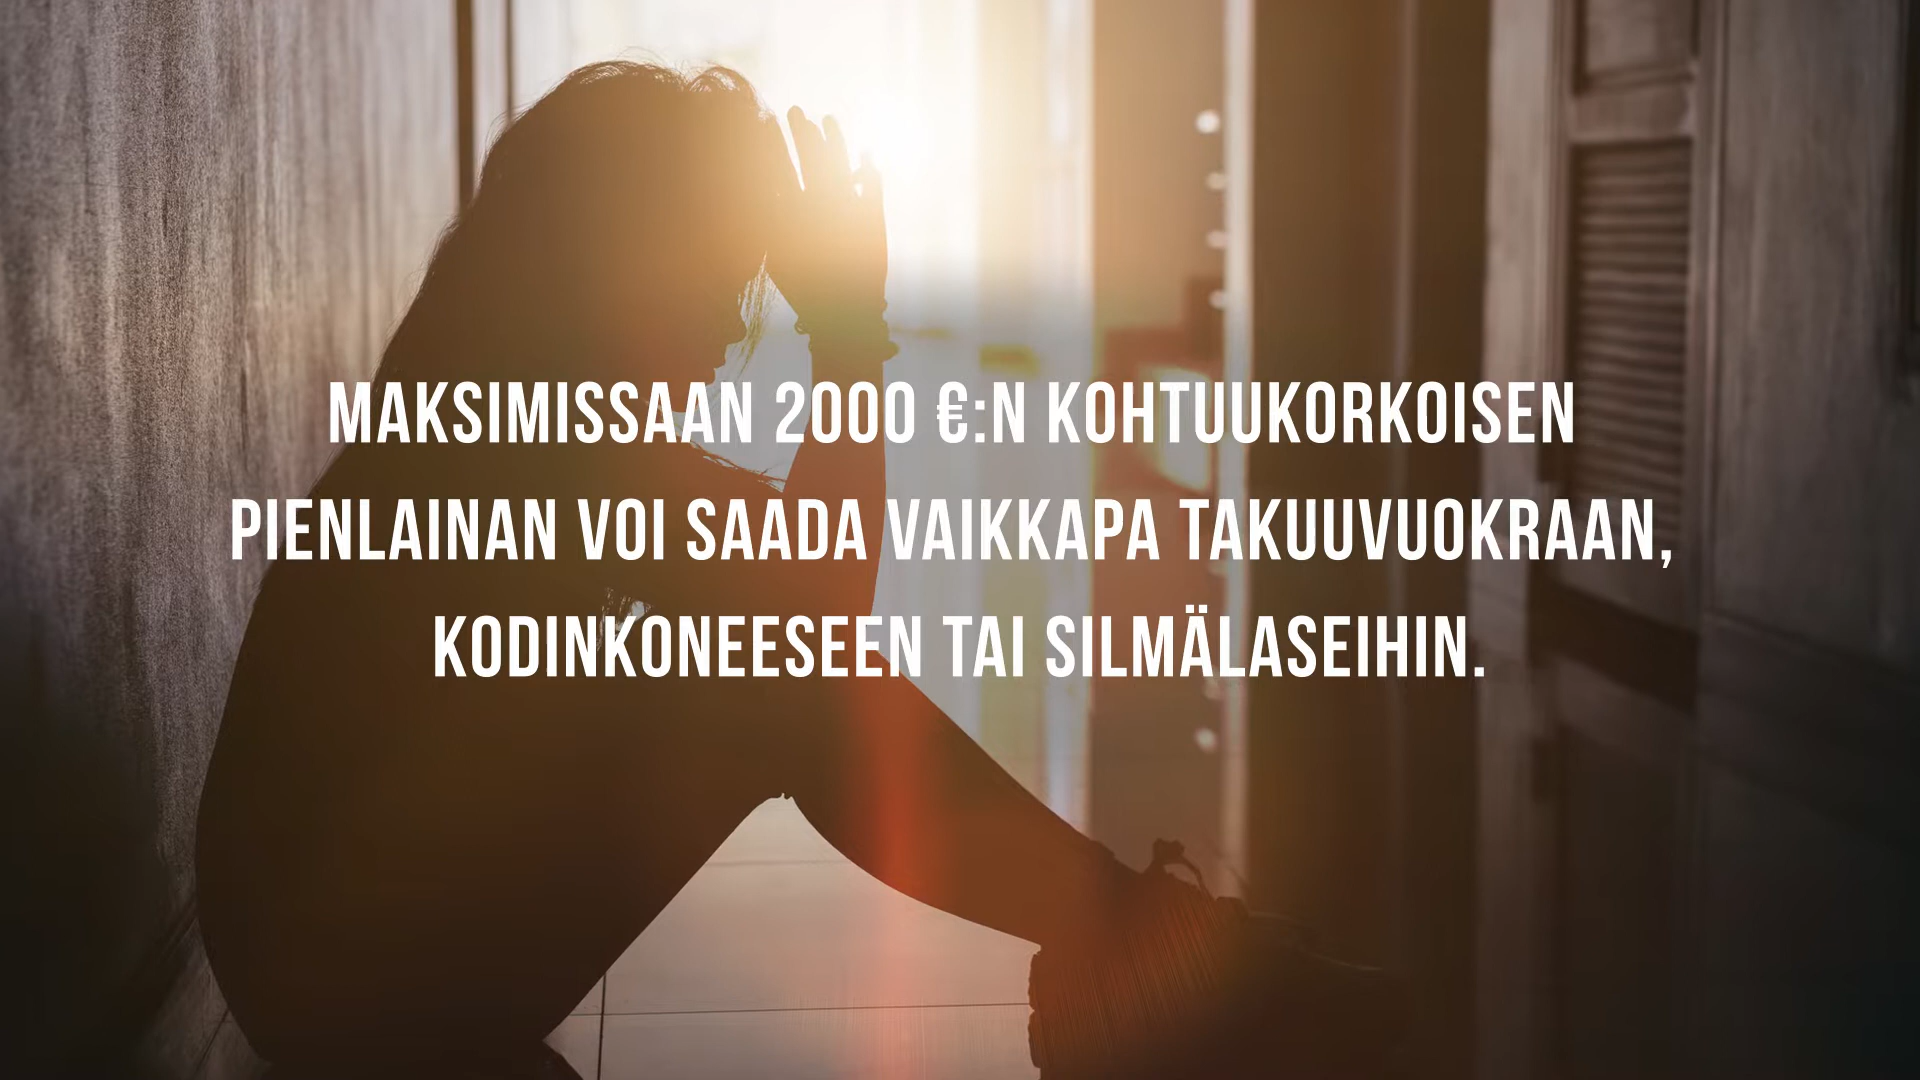 MAKSIMISSAAN 2000 €:N KOHTUUKORKOISEN
PIENLAINAN VOI SAADA VAIKKAPA TAKUUVUOKRAAN,
KODINKONEESEEN TAI SILMÄLASEIHIN.